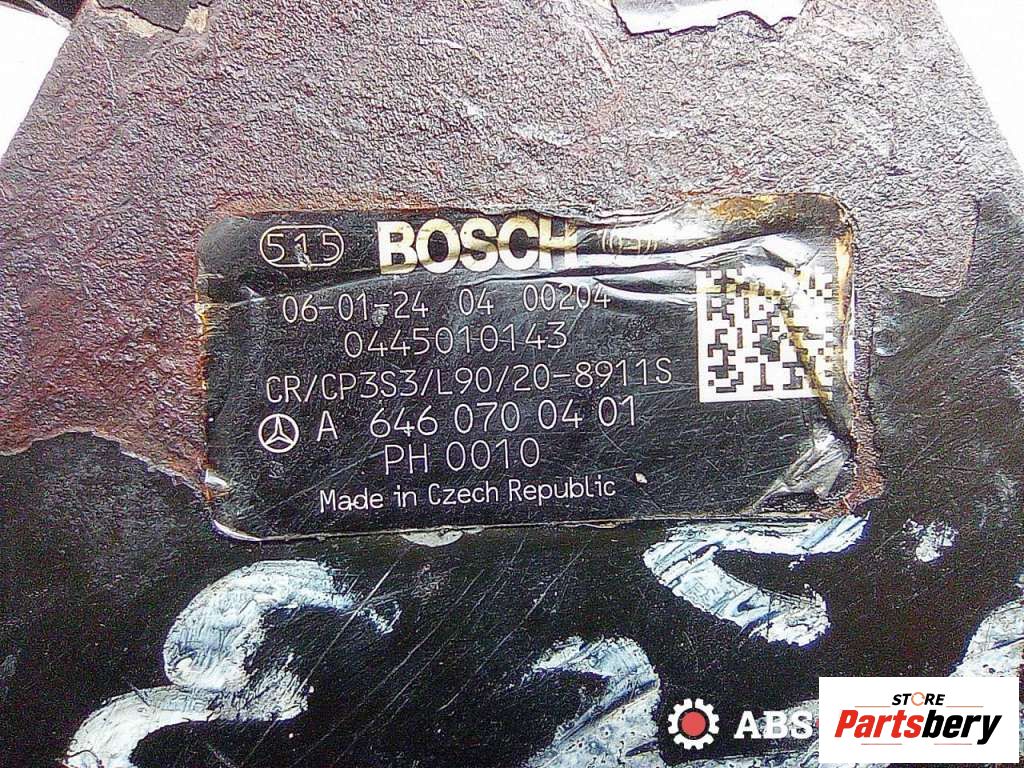 515 BOSCH
06-01-24 04 00204
0445010143
CR/CP3S3/L90/20-8911S
A 646 070 04 01
PH 0010
Made in Czech Republic
ABS
STORE
Partsbery